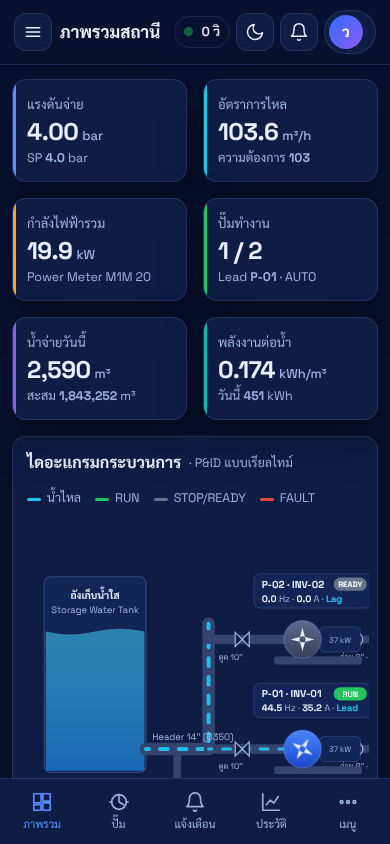 ภาพรวมสถานี
0 วิ
ว
แรงดันจ่าย
4.00 bar
SP 4.0 bar
อัตราการไหล
103.6 m³/h
ความต้องการ 103
กำลังไฟฟ้ารวม
19.9 kW
Power Meter M1M 20
ปั๊มทำงาน
1 / 2
Lead P-01 · AUTO
น้ำจ่ายวันนี้
2,590 m³
สะสม 1,843,252 m³
พลังงานต่อน้ำ
0.174 kWh/m³
วันนี้ 451 kWh
ไดอะแกรมกระบวนการ · P&ID แบบเรียลไทม์
น้ำไหล
RUN
STOP/READY
FAULT
ถังเก็บน้ำใส
Storage Water Tank
P-02 · INV-02 READY
0.0 Hz · 0.0 A · Lag
37 kW
ดูด 10"
P-01 · INV-01 RUN
44.5 Hz · 35.2 A · Lead
Header 14" (D350)
37 kW
ดูด 10"
ภาพรวม
ปั๊ม
แจ้งเตือน
ประวัติ
เมนู